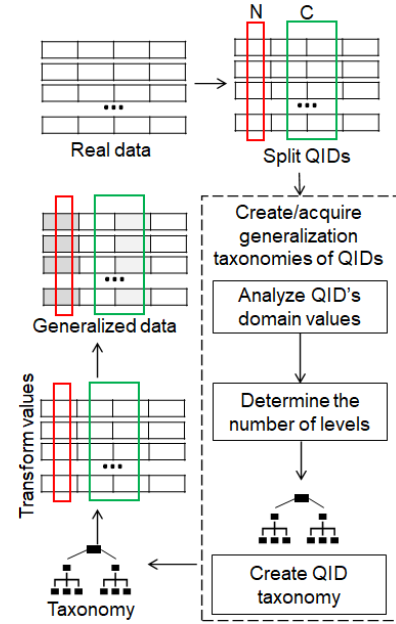 N
C
...
...
Real data
Split QIDs
Create/acquire
generalization
taxonomies of QIDs
Analyze QID's
domain values
Determine the
number of levels
Create QID
taxonomy
Taxonomy
Transform values
...
...
Generalized data